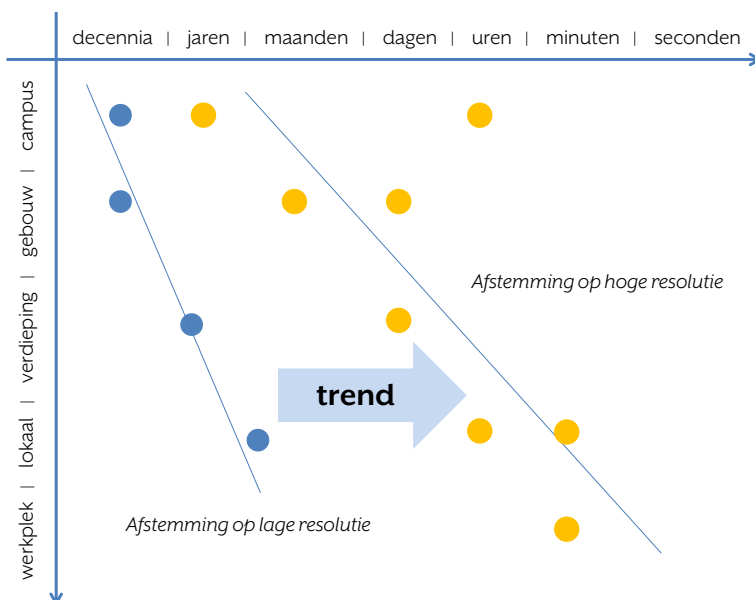 decennia | jaren | maanden | dagen | uren | minuten | seconden
werkplek | lokaal | verdieping | gebouw | campus
Afstemming op hoge resolutie
trend
Afstemming op lage resolutie